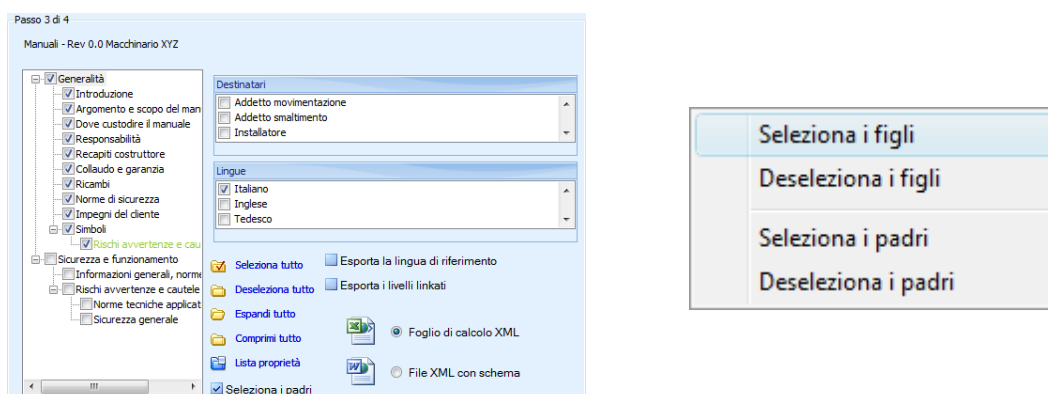 Passo 3 di 4
Manuali - Rev 0.0 Macchinario XYZ
Generalità
Introduzione
Argomento e scopo del man
Dove custodire il manuale
Responsabilità
Recapiti costruttore
Collaudo e garanzia
Ricambi
Norme di sicurezza
Impegni del cliente
Simboli
Rischi avvertenze e cau
Sicurezza e funzionamento
Informazioni generali, norme
Rischi avvertenze e cautele
Norme tecniche applicat
Sicurezza generale
Destinatari
Addetto movimentazione
Addetto smaltimento
Installatore
Lingue
Italiano
Inglese
Tedesco
Seleziona tutto
Deseleziona tutto
Espandi tutto
Comprimi tutto
Lista proprietà
Seleziona i padri
Esporta la lingua di riferimento
Esporta i livelli linkati
Foglio di calcolo XML
File XML con schema
Seleziona i figli
Deseleziona i figli
Seleziona i padri
Deseleziona i padri